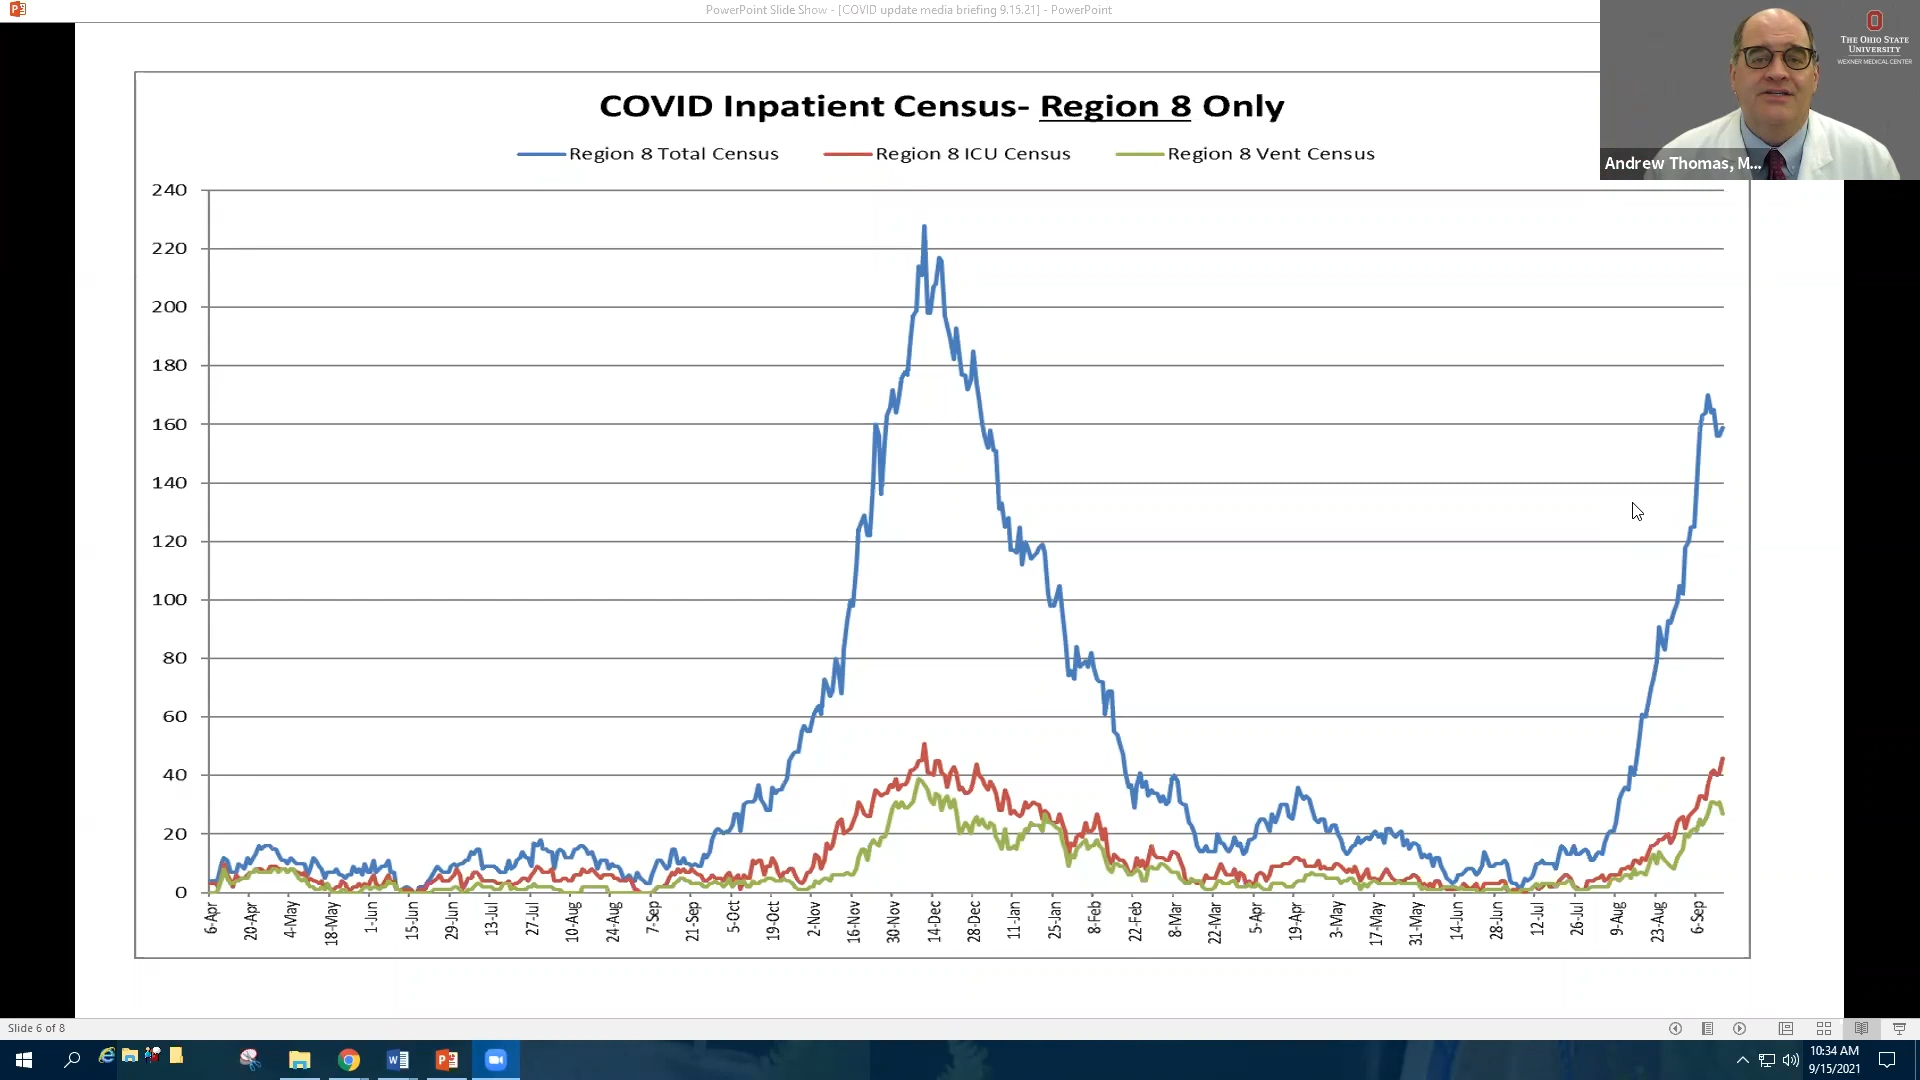 PowerPoint Slide Show - [COVID update media briefing 9.15.21] - PowerPoint
THE OHIO STATE
UNIVERSITY
WEXNER MEDICAL CENTER
Andrew Thomas, M...
COVID Inpatient Census- Region 8 Only
Region 8 Total Census Region 8 ICU Census Region 8 Vent Census
240
220
200
180
160
140
120
100
80
60
40
20
0
6-Apr 20-Apr 4-May 18-May 1-Jun 15-Jun 29-Jun 13-Jul 27-Jul 10-Aug 24-Aug 7-Sep 21-Sep 5-Oct 19-Oct 2-Nov 16-Nov 30-Nov 14-Dec 28-Dec 11-Jan 25-Jan 8-Feb 22-Feb 8-Mar 22-Mar 5-Apr 19-Apr 3-May 17-May 31-May 14-Jun 28-Jun 12-Jul 26-Jul 9-Aug 23-Aug 6-Sep
Slide 6 of 8
10:34 AM
9/15/2021